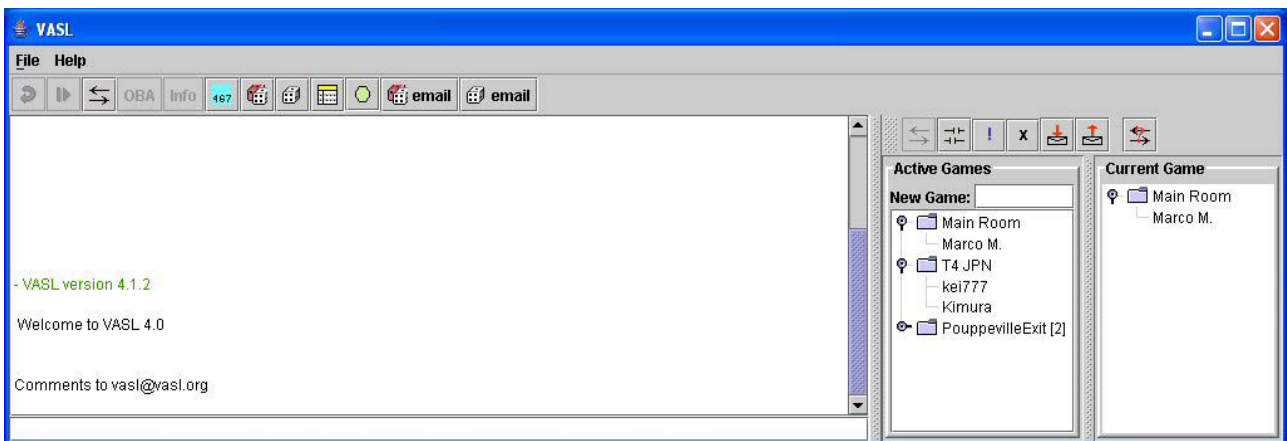 VASL
File Help
OBA Info 467 email email
- VASL version 4.1.2
Welcome to VASL 4.0
Comments to vasl@vasl.org
! x
Active Games
New Game:
Main Room
Marco M.
T4 JPN
kei777
Kimura
PouppevilleExit [2]
Current Game
Main Room
Marco M.